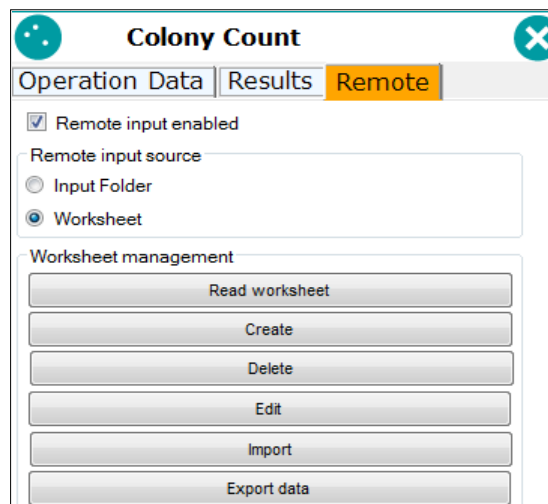 Colony Count
Operation Data Results Remote
Remote input enabled
Remote input source
Input Folder
Worksheet
Worksheet management
Read worksheet
Create
Delete
Edit
Import
Export data